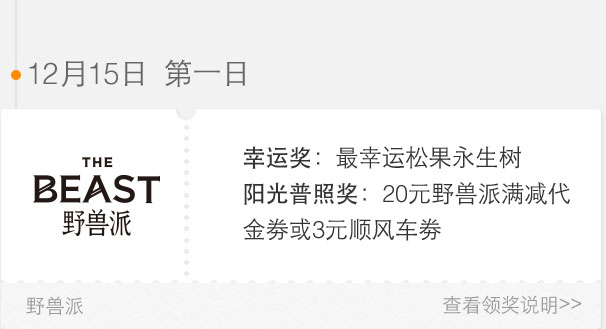 12月15日 第一日
THE
BEAST
野兽派
幸运奖：最幸运松果永生树
阳光普照奖：20元野兽派满减代
金券或3元顺风车券
野兽派
查看领奖说明>>